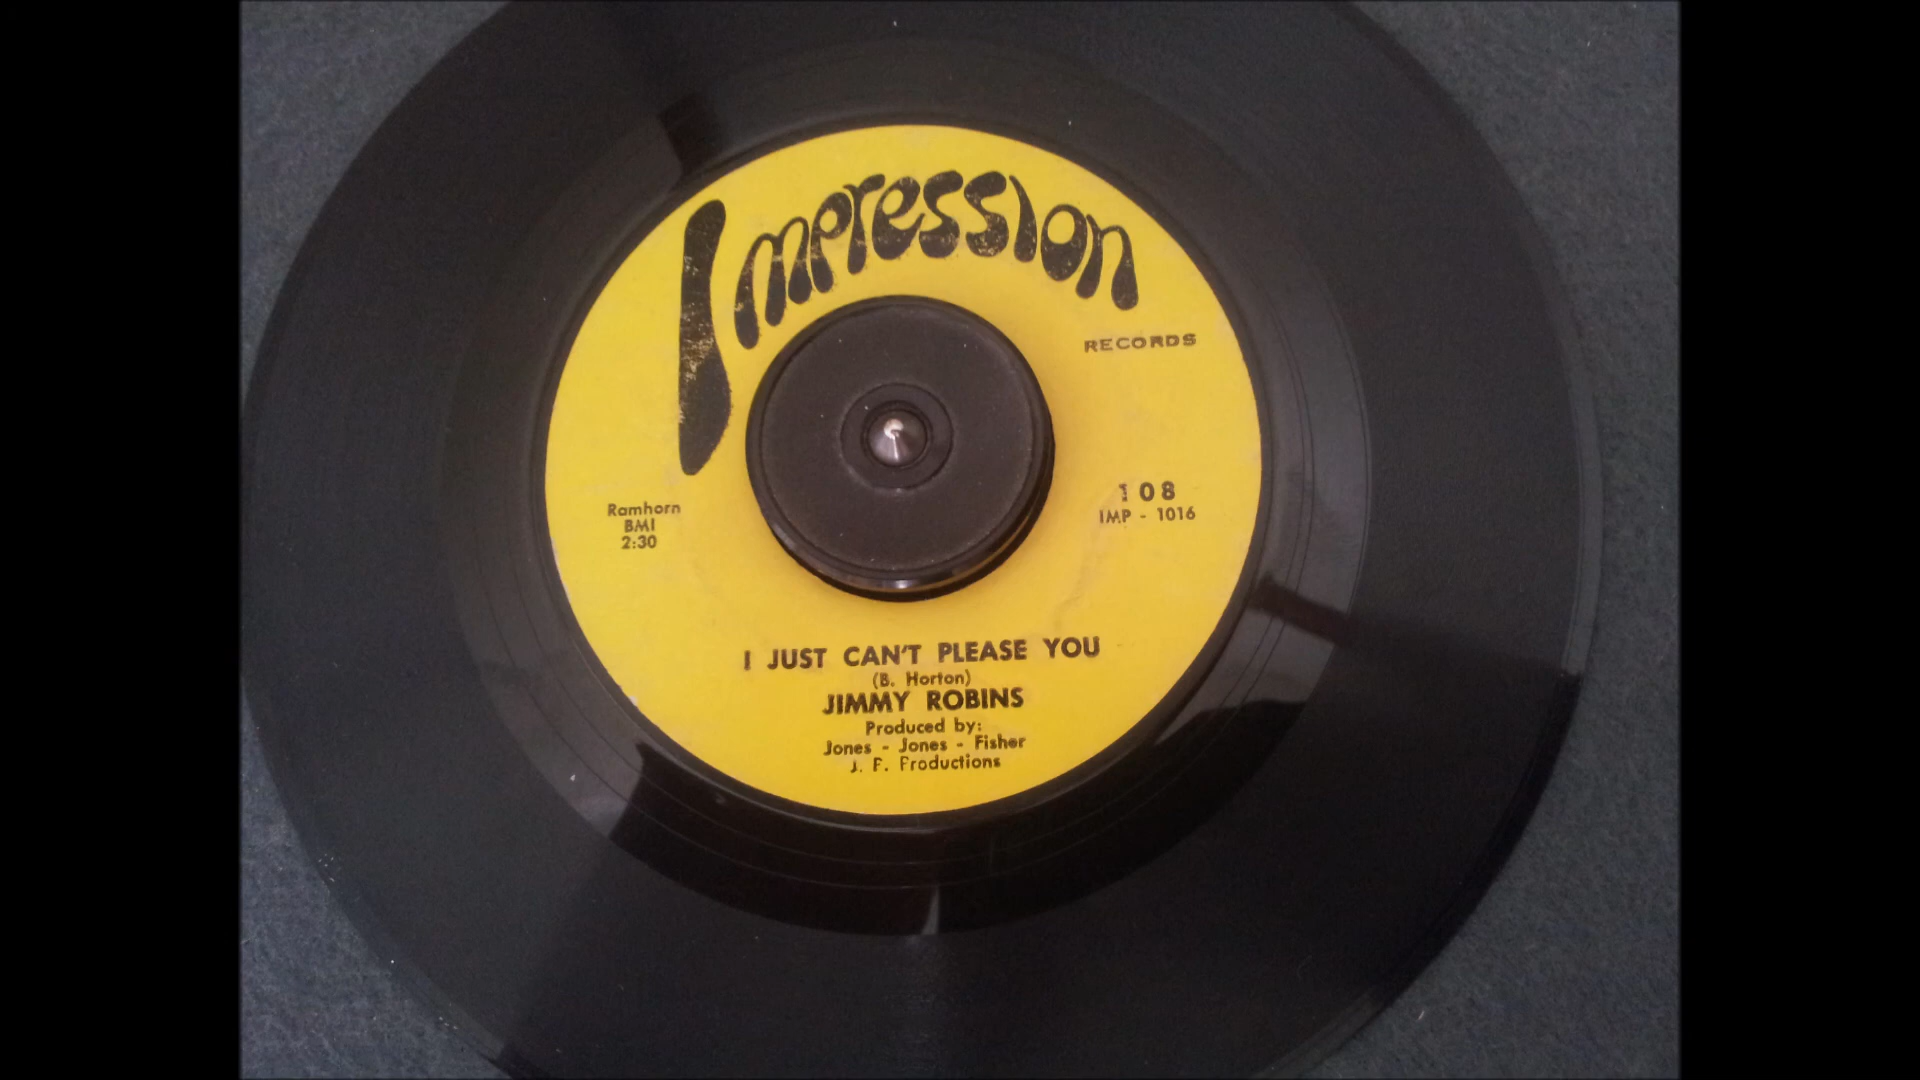 Impression
RECORDS
Ramhorn
BMI
2:30
108
IMP - 1016
I JUST CAN'T PLEASE YOU
(B. Horton)
JIMMY ROBINS
Produced by:
Jones - Jones - Fisher
J. F. Productions